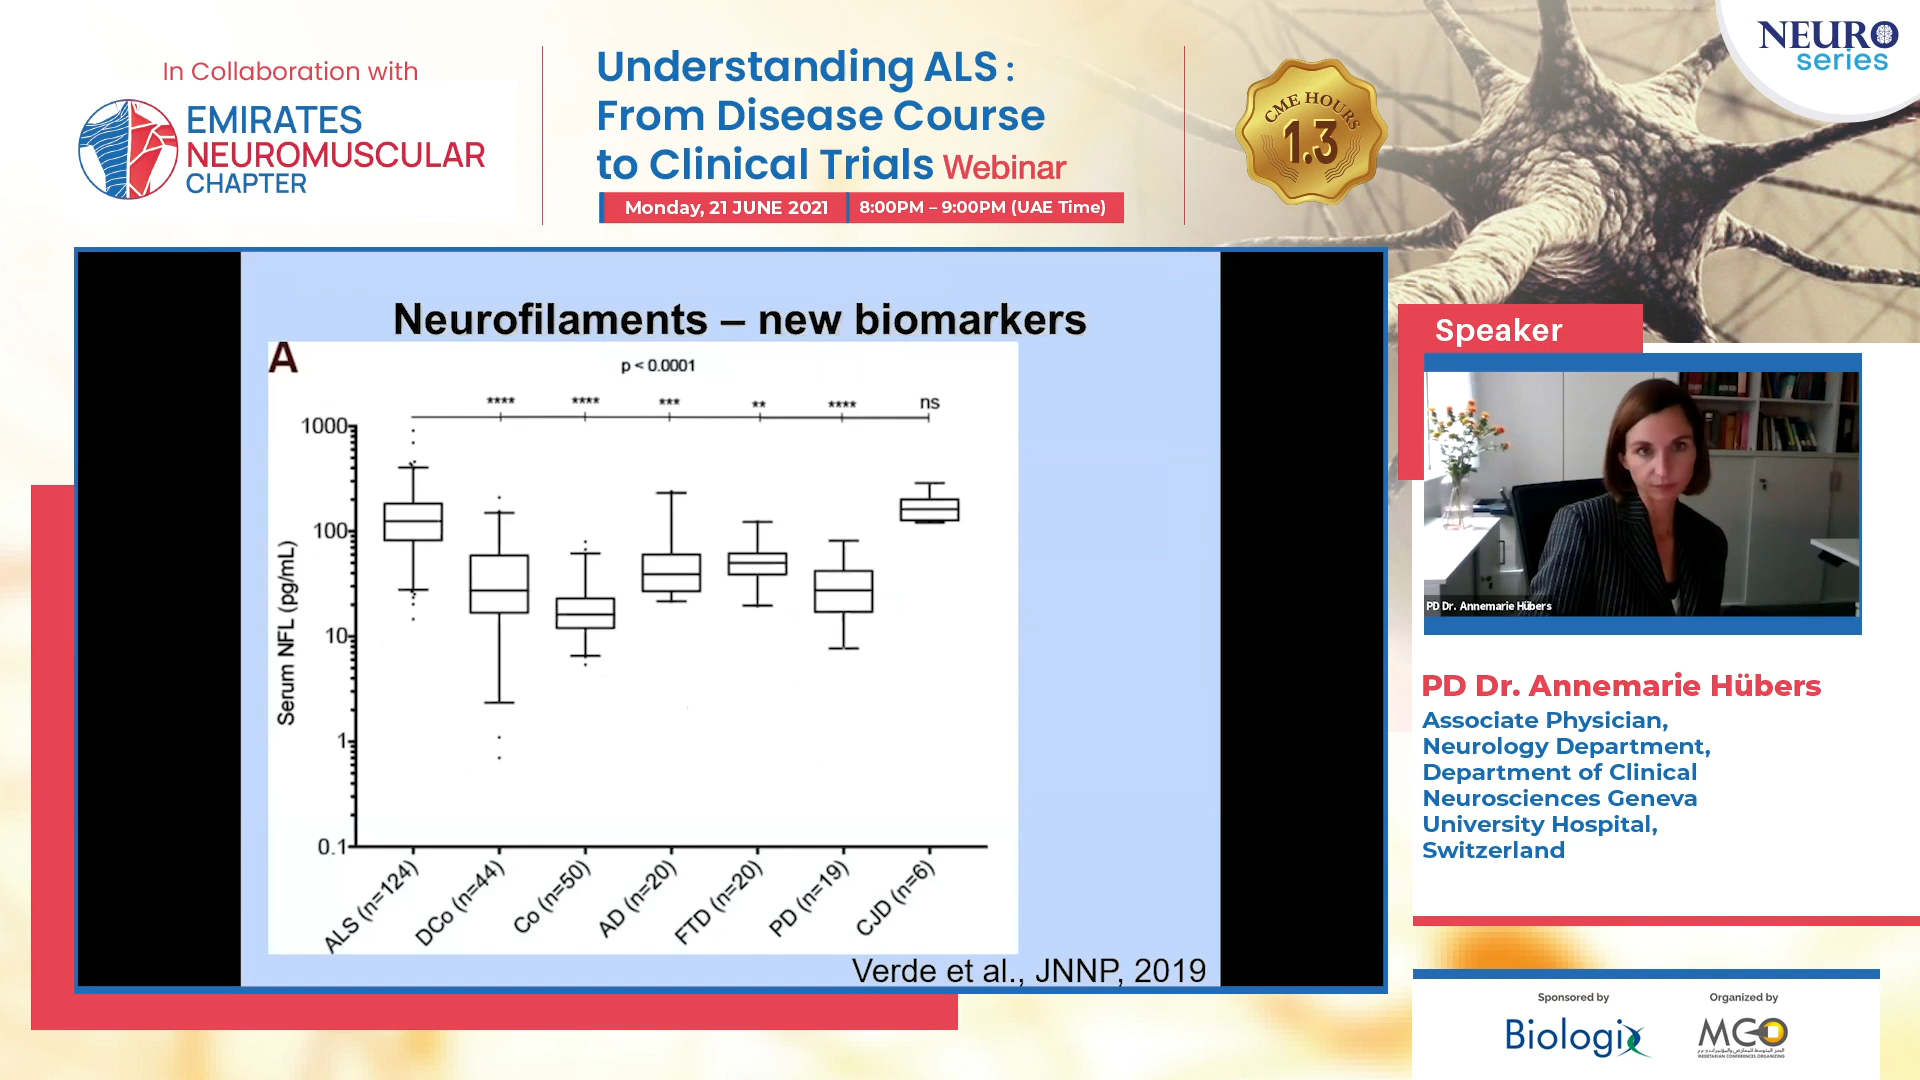 In Collaboration with
EMIRATES
NEUROMUSCULAR
CHAPTER
Understanding ALS :
From Disease Course
to Clinical Trials Webinar
Monday, 21 JUNE 2021
8:00PM – 9:00PM (UAE Time)
CME HOURS
1.3
NEURO
series
Neurofilaments – new biomarkers
A
p < 0.0001
**** **** *** ** **** ns
1000
100
10
1
0.1
Serum NFL (pg/mL)
ALS (n=124)
DCo (n=44)
Co (n=50)
AD (n=20)
FTD (n=20)
PD (n=19)
CJD (n=6)
Verde et al., JNNP, 2019
Speaker
PD Dr. Annemarie Hübers
PD Dr. Annemarie Hübers
Associate Physician,
Neurology Department,
Department of Clinical
Neurosciences Geneva
University Hospital,
Switzerland
Sponsored by
Biologix
Organized by
MCO